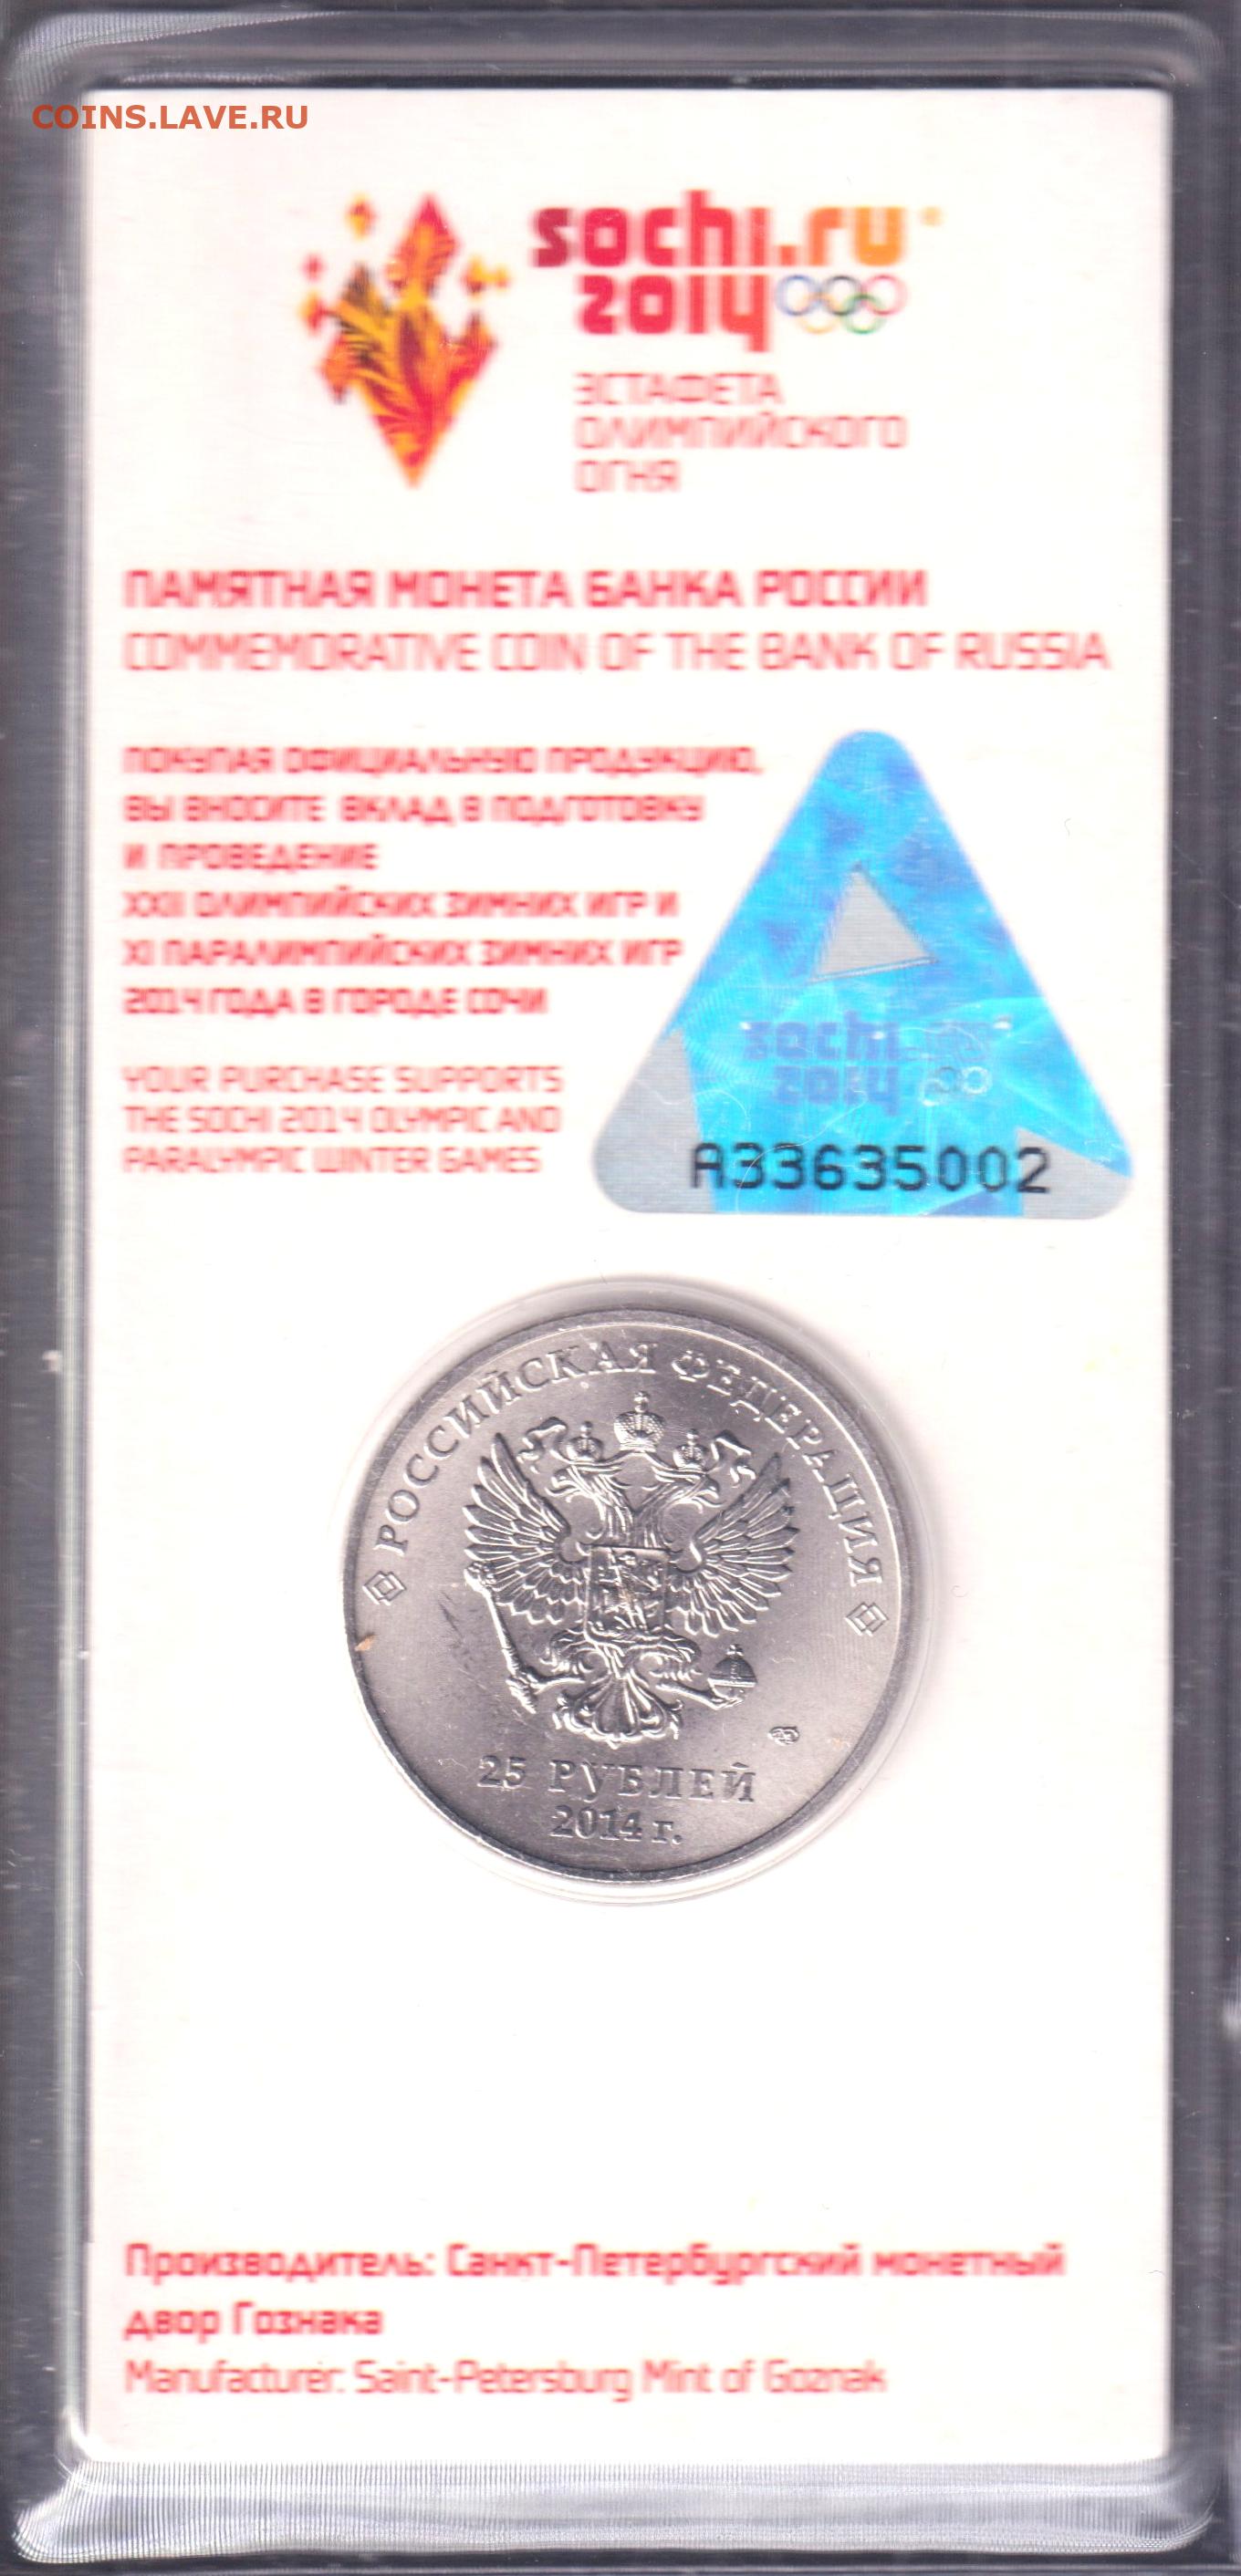 COINS.LAVE.RU
sochi.ru
2014
ЭСТАФЕТА
ОЛИМПИЙСКОГО
ОГНЯ
ПАМЯТНАЯ МОНЕТА БАНКА РОССИИ
COMMEMORATIVE COIN OF THE BANK OF RUSSIA
ПОКУПАЯ ОФИЦИАЛЬНУЮ ПРОДУКЦИЮ,
ВЫ ВНОСИТЕ ВКЛАД В ПОДГОТОВКУ
И ПРОВЕДЕНИЕ
XXII ОЛИМПИЙСКИХ ЗИМНИХ ИГР И
XI ПАРАЛИМПИЙСКИХ ЗИМНИХ ИГР
2014 ГОДА В ГОРОДЕ СОЧИ
YOUR PURCHASE SUPPORTS
THE SOCHI 2014 OLYMPIC AND
PARALYMPIC WINTER GAMES
sochi.ru
2014
A33635002
РОССИЙСКАЯ ФЕДЕРАЦИЯ
25 РУБЛЕЙ
2014 г.
Производитель: Санкт-Петербургский монетный
двор Гознака
Manufacturer: Saint-Petersburg Mint of Goznak